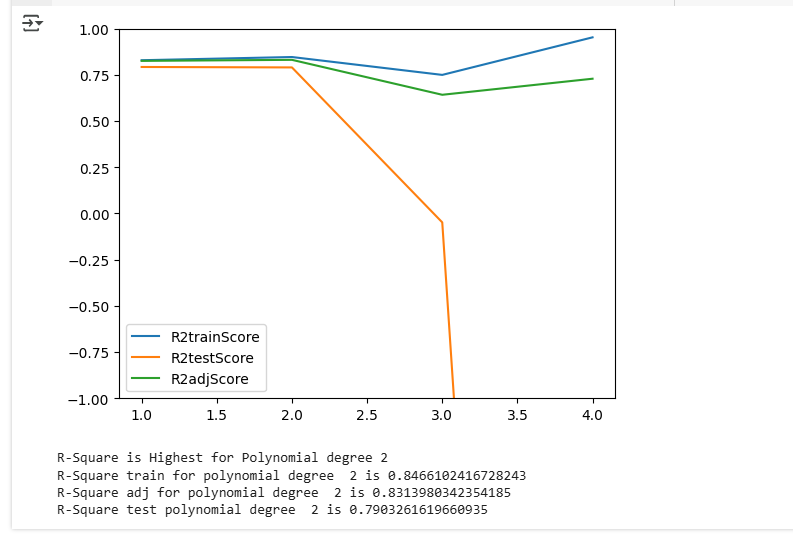 1.00
0.75
0.50
0.25
0.00
−0.25
−0.50
−0.75
−1.00
R2trainScore
R2testScore
R2adjScore
1.0 1.5 2.0 2.5 3.0 3.5 4.0
R-Square is Highest for Polynomial degree 2
R-Square train for polynomial degree  2 is 0.8466102416728243
R-Square adj for polynomial degree  2 is 0.8313980342354185
R-Square test polynomial degree  2 is 0.7903261619660935